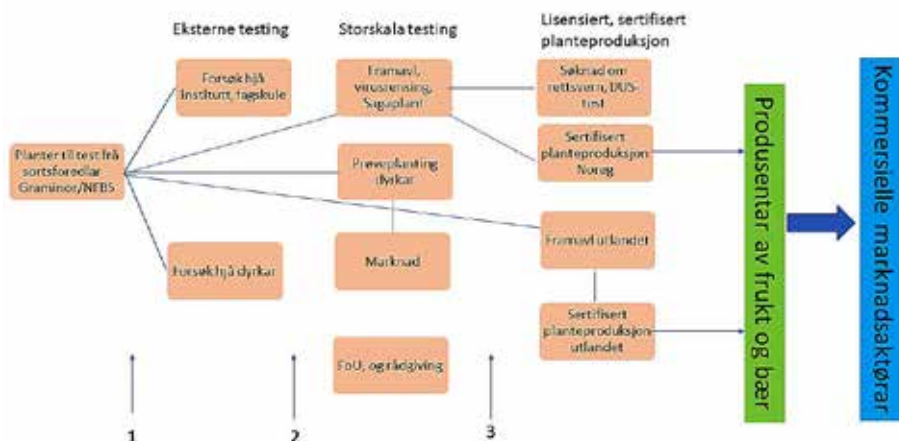 Eksterne testing
Storskala testing
Lisensiert, sertifisert
planteproduksjon
Forsøk hjå
institutt, fagskule
Framavl,
virusrensing,
Sagaplant
Søknad om
rettsvern, DUS-
test
Planter til test frå
sortsforedlar
Graminor/NFBS
Prøveplanting
dyrkar
Sertifisert
planteproduksjon
Noreg
Forsøk hjå dyrkar
Marknad
Framavl utlandet
FoU, og rådgiving
Sertifisert
planteproduksjon
utlandet
1
2
3
Produsentar av frukt og bær
Kommersielle marknadsaktørar